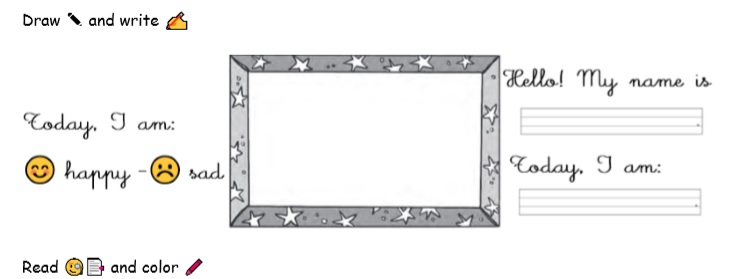 Draw and write
Today, I am:
happy - sad
Hello! My name is
.
Today, I am:
.
Read and color